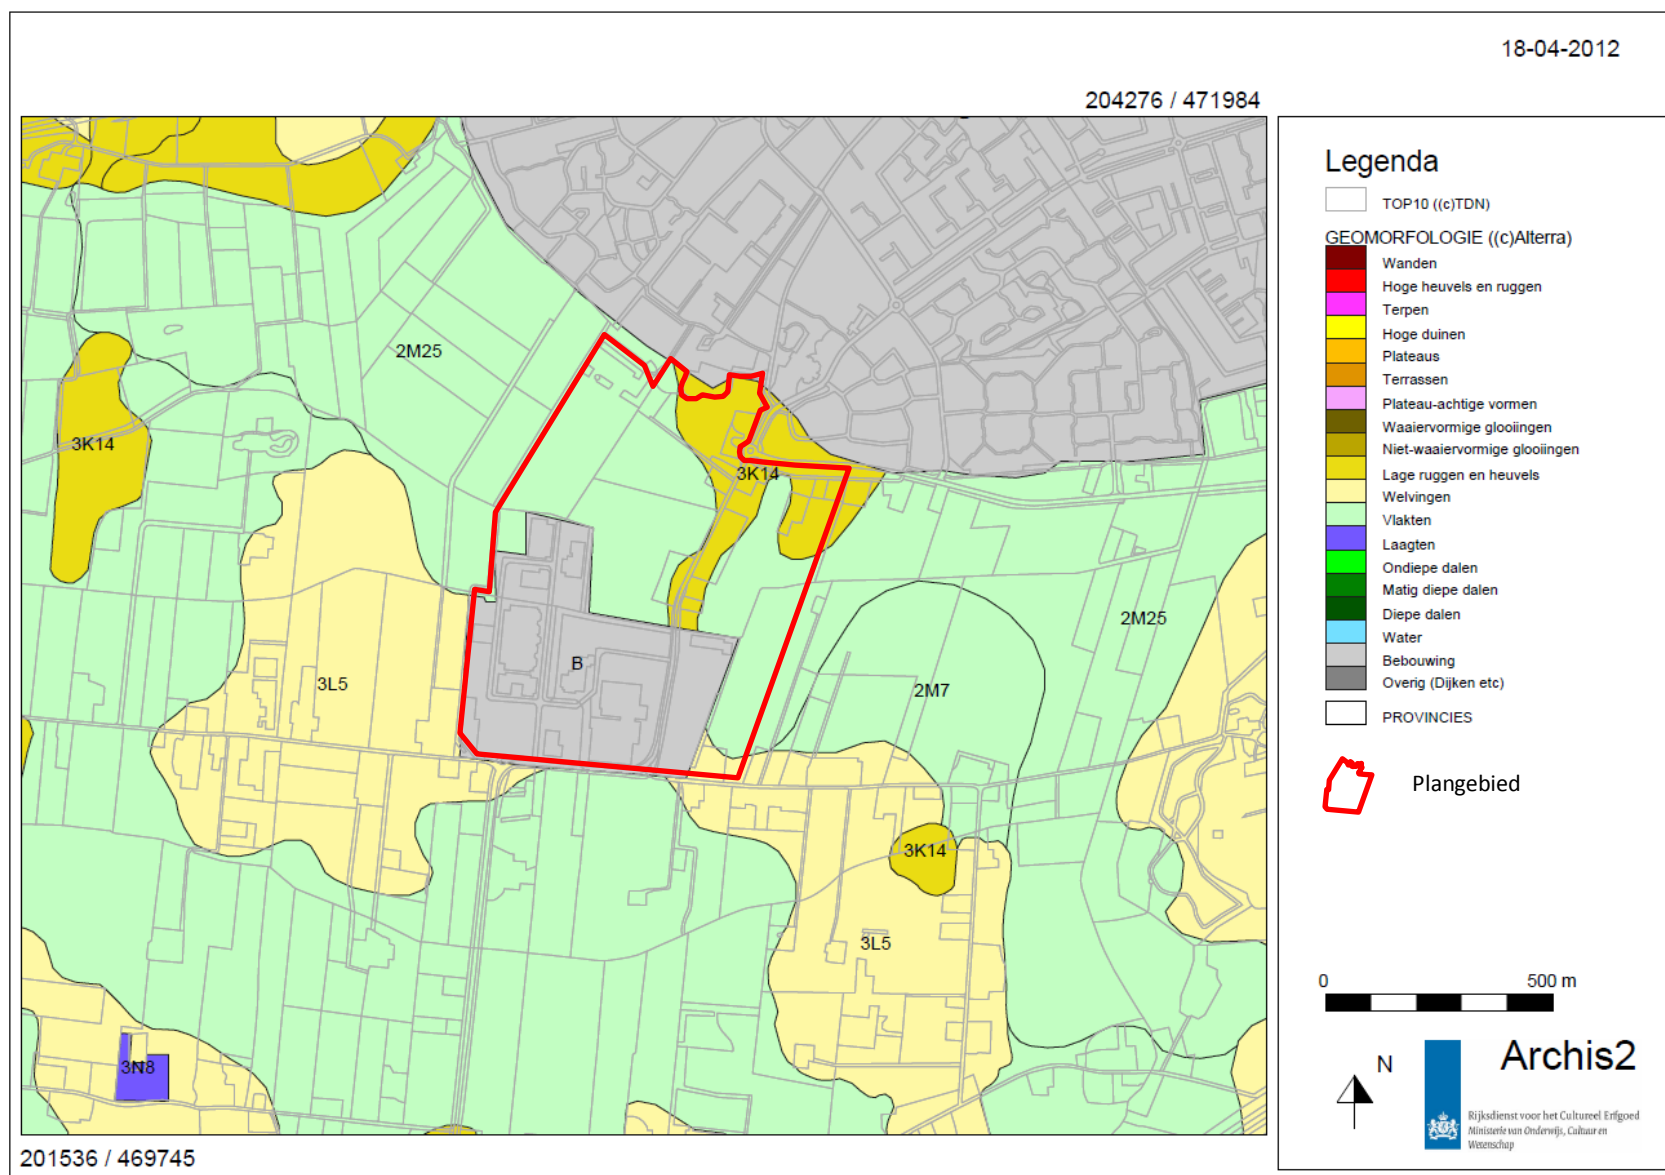 18-04-2012
204276 / 471984
2M25
3K14
3K14
2M25
B
3L5
2M7
3K14
3L5
3N8
201536 / 469745
Legenda
TOP10 ((c)TDN)
GEOMORFOLOGIE ((c)Alterra)
Wanden
Hoge heuvels en ruggen
Terpen
Hoge duinen
Plateaus
Terrassen
Plateau-achtige vormen
Waaiervormige glooiingen
Niet-waaiervormige glooiingen
Lage ruggen en heuvels
Welvingen
Vlakten
Laagten
Ondiepe dalen
Matig diepe dalen
Diepe dalen
Water
Bebouwing
Overig (Dijken etc)
PROVINCIES
Plangebied
0 500 m
N
Archis2
Rijksdienst voor het Cultureel Erfgoed
Ministerie van Onderwijs, Cultuur en
Wetenschap